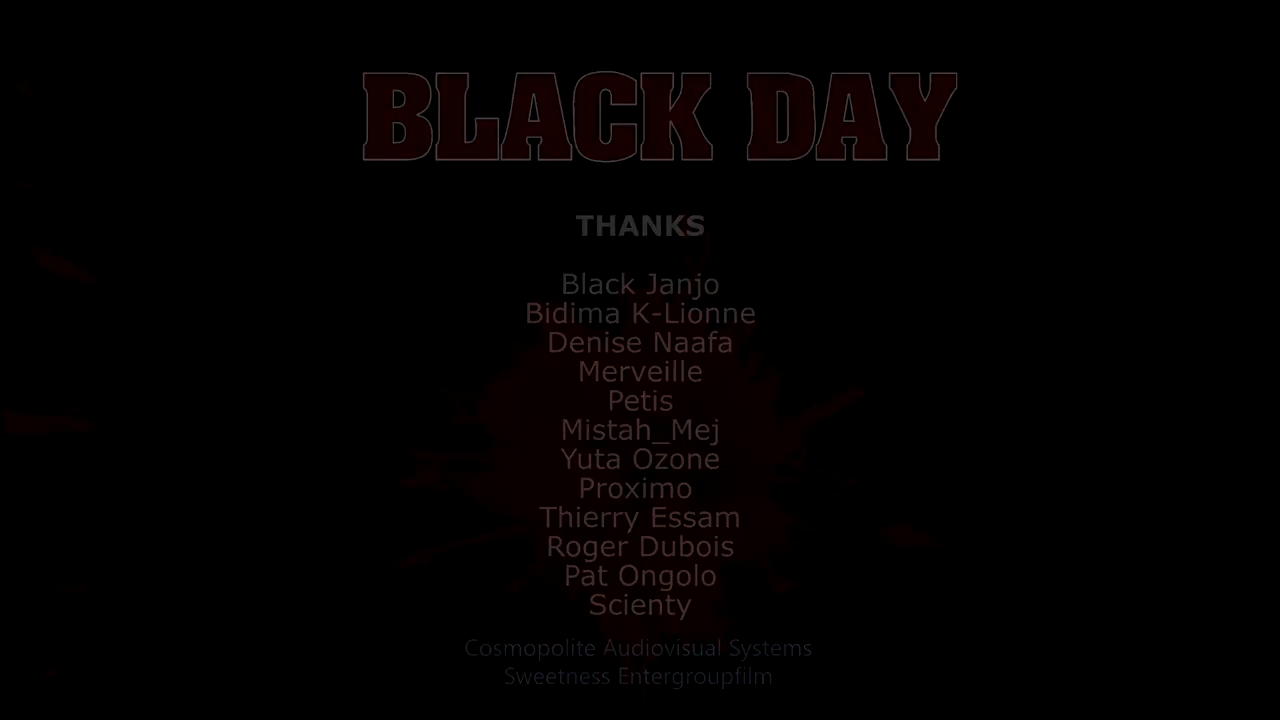 BLACK DAY
THANKS
Black Janjo
Bidima K-Lionne
Denise Naafa
Merveille
Petis
Mistah_Mej
Yuta Ozone
Proximo
Thierry Essam
Roger Dubois
Pat Ongolo
Scienty
Cosmopolite Audiovisual Systems
Sweetness Entergroupfilm